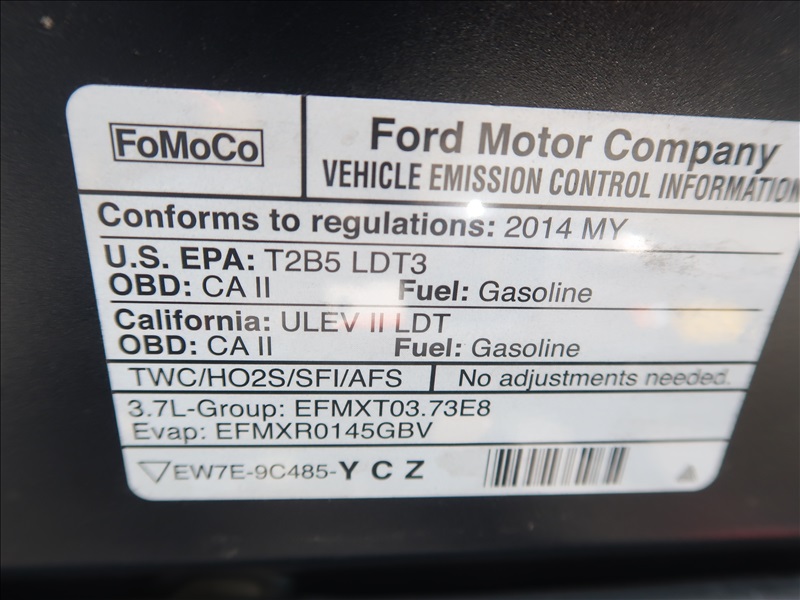 FoMoCo
Ford Motor Company
VEHICLE EMISSION CONTROL INFORMATION
Conforms to regulations: 2014 MY
U.S. EPA: T2B5 LDT3
OBD: CA II Fuel: Gasoline
California: ULEV II LDT
OBD: CA II Fuel: Gasoline
TWC/HO2S/SFI/AFS No adjustments needed.
3.7L-Group: EFMXT03.73E8
Evap: EFMXR0145GBV
EW7E-9C485-Y C Z